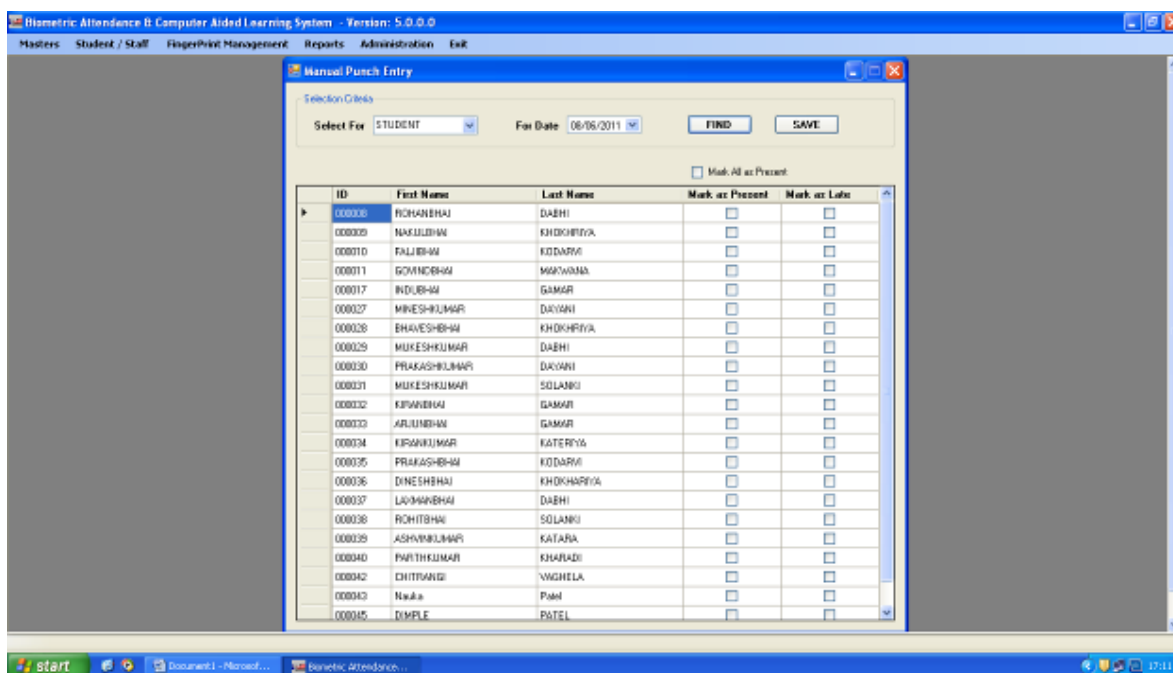 Biometric Attendance & Computer Aided Learning System - Version: 5.0.0.0
Masters Student / Staff FingerPrint Management Reports Administration Exit
Manual Punch Entry
Selection Criteria
Select For STUDENT For Date 08/06/2011 FIND SAVE
Mark All as Present
ID First Name Last Name Mark as Present Mark as Late
000008 ROHANBHAI DABHI
000009 NAKULBHAI KHOKHRIYA
000010 FALJIBHAI KODARVI
000011 GOVINDBHAI MAKWANA
000017 INDUBHAI GAMAR
000027 MINESHKUMAR DAYANI
000028 BHAVESHBHAI KHOKHRIYA
000029 MUKESHKUMAR DABHI
000030 PRAKASHKUMAR DAYANI
000031 MUKESHKUMAR SOLANKI
000032 KIRANBHAI GAMAR
000033 ARJUNBHAI GAMAR
000034 KIRANKUMAR KATERIYA
000035 PRAKASHBHAI KODARVI
000036 DINESHBHAI KHOKHARIYA
000037 LAXMANBHAI DABHI
000038 ROHITBHAI SOLANKI
000039 ASHVINKUMAR KATARA
000040 PARTHKUMAR KHARADI
000042 CHITRANGI VAGHELA
000043 Nauka Patel
000045 DIMPLE PATEL
start Document1 - Microsof... Biometric Attendance... 17:11